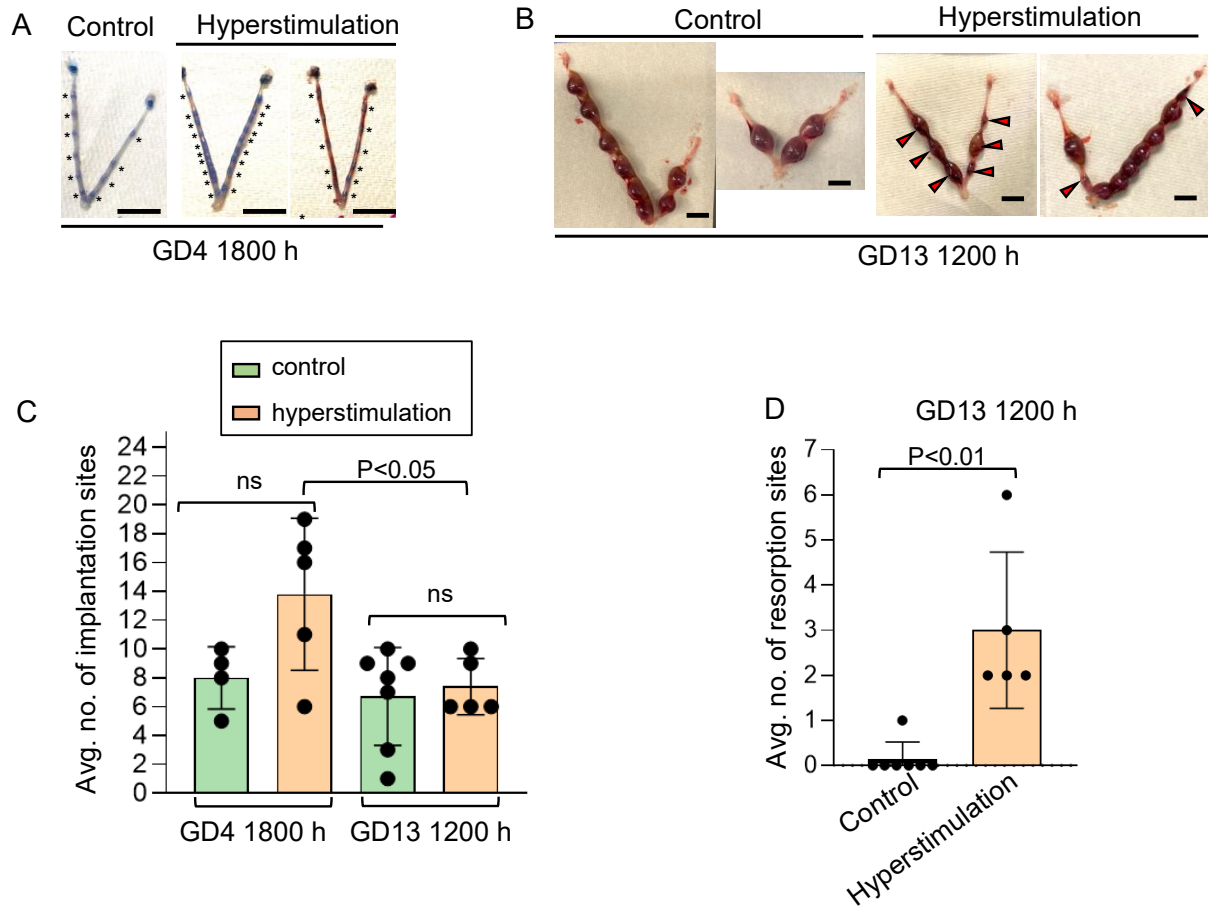 A
Control
Hyperstimulation
GD4 1800 h
B
Control
Hyperstimulation
GD13 1200 h
control
hyperstimulation
C
Avg. no. of implantation sites
24
22
20
18
16
14
12
10
8
6
4
2
0
ns
P<0.05
ns
GD4 1800 h
GD13 1200 h
D
GD13 1200 h
Avg. no. of resorption sites
7
6
5
4
3
2
1
0
P<0.01
Control
Hyperstimulation